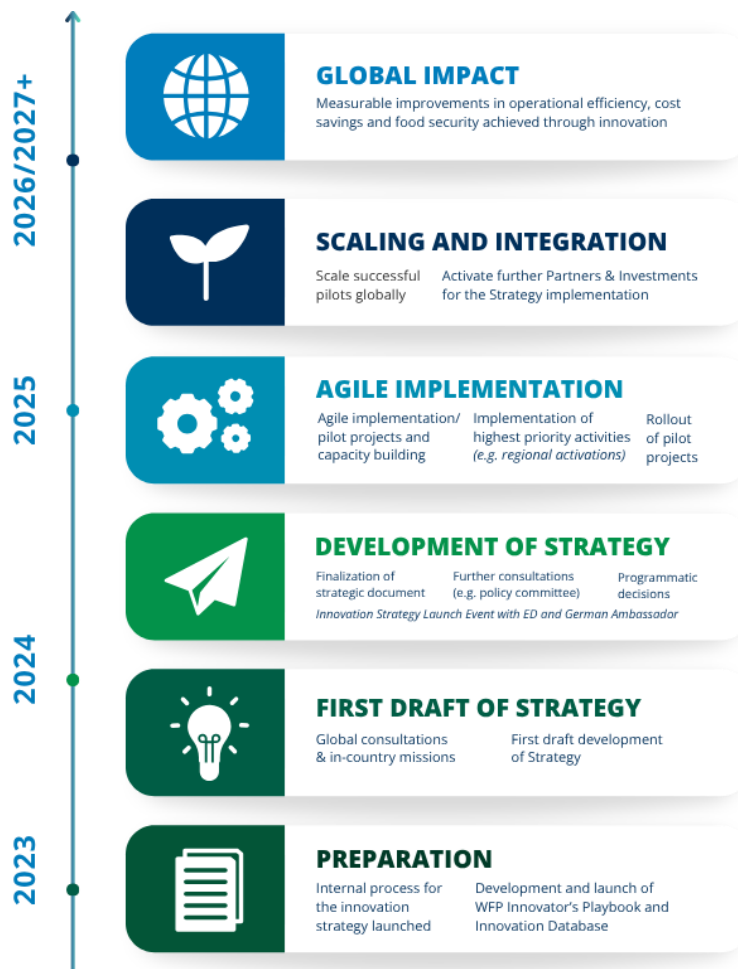 2026/2027+
GLOBAL IMPACT
Measurable improvements in operational efficiency, cost
savings and food security achieved through innovation
SCALING AND INTEGRATION
Scale successful
pilots globally
Activate further Partners & Investments
for the Strategy implementation
2025
AGILE IMPLEMENTATION
Agile implementation/
pilot projects and
capacity building
Implementation of
highest priority activities
(e.g. regional activations)
Rollout
of pilot
projects
DEVELOPMENT OF STRATEGY
Finalization of
strategic document
Further consultations
(e.g. policy committee)
Programmatic
decisions
Innovation Strategy Launch Event with ED and German Ambassador
2024
FIRST DRAFT OF STRATEGY
Global consultations
& in-country missions
First draft development
of Strategy
2023
PREPARATION
Internal process for
the innovation
strategy launched
Development and launch of
WFP Innovator's Playbook and
Innovation Database